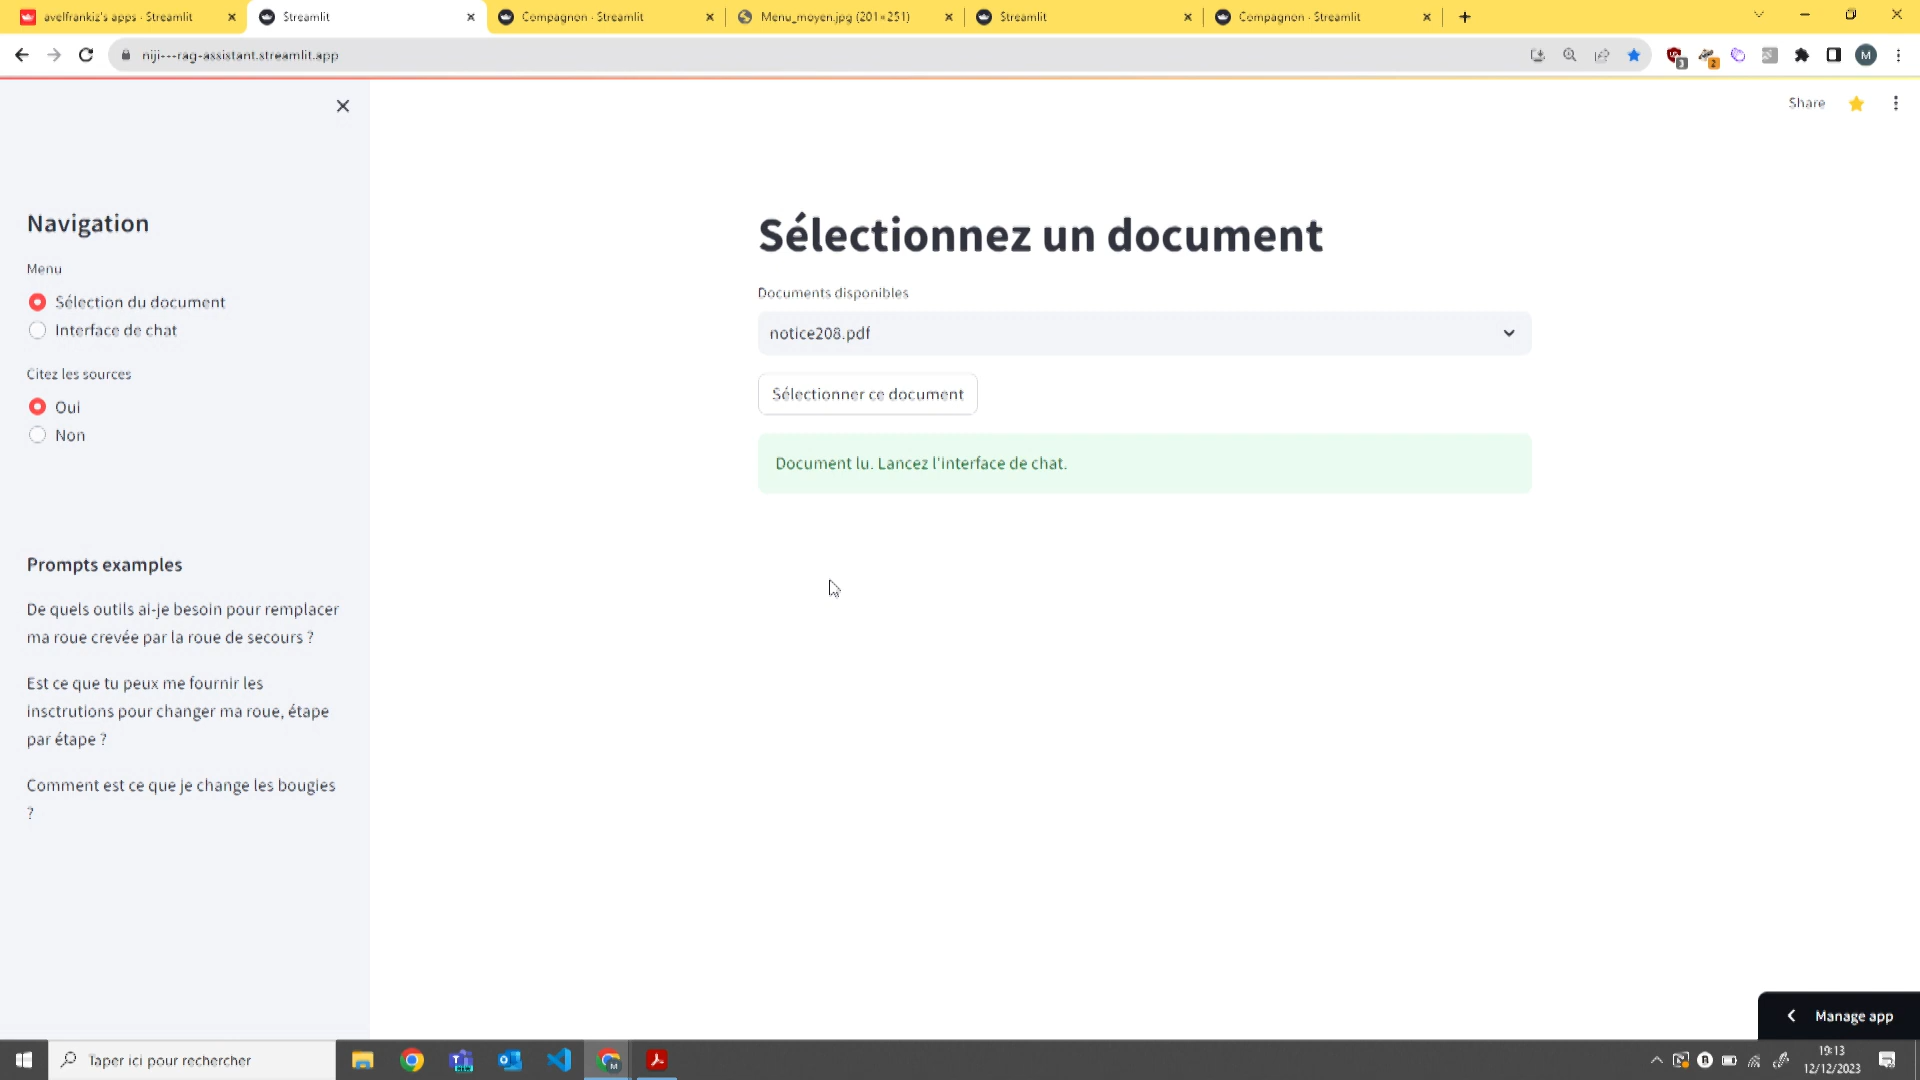 avelfrankiz's apps · Streamlit
Streamlit
Compagnon · Streamlit
Menu_moyen.jpg (201×251)
Streamlit
Compagnon · Streamlit
niji---rag-assistant.streamlit.app
3
2
M
Share
Navigation
Menu
Sélection du document
Interface de chat
Citez les sources
Oui
Non
Prompts examples
De quels outils ai-je besoin pour remplacer
ma roue crevée par la roue de secours ?
Est ce que tu peux me fournir les
insctrutions pour changer ma roue, étape
par étape ?
Comment est ce que je change les bougies
?
Sélectionnez un document
Documents disponibles
notice208.pdf
Sélectionner ce document
Document lu. Lancez l'interface de chat.
Manage app
Taper ici pour rechercher
19:13
12/12/2023